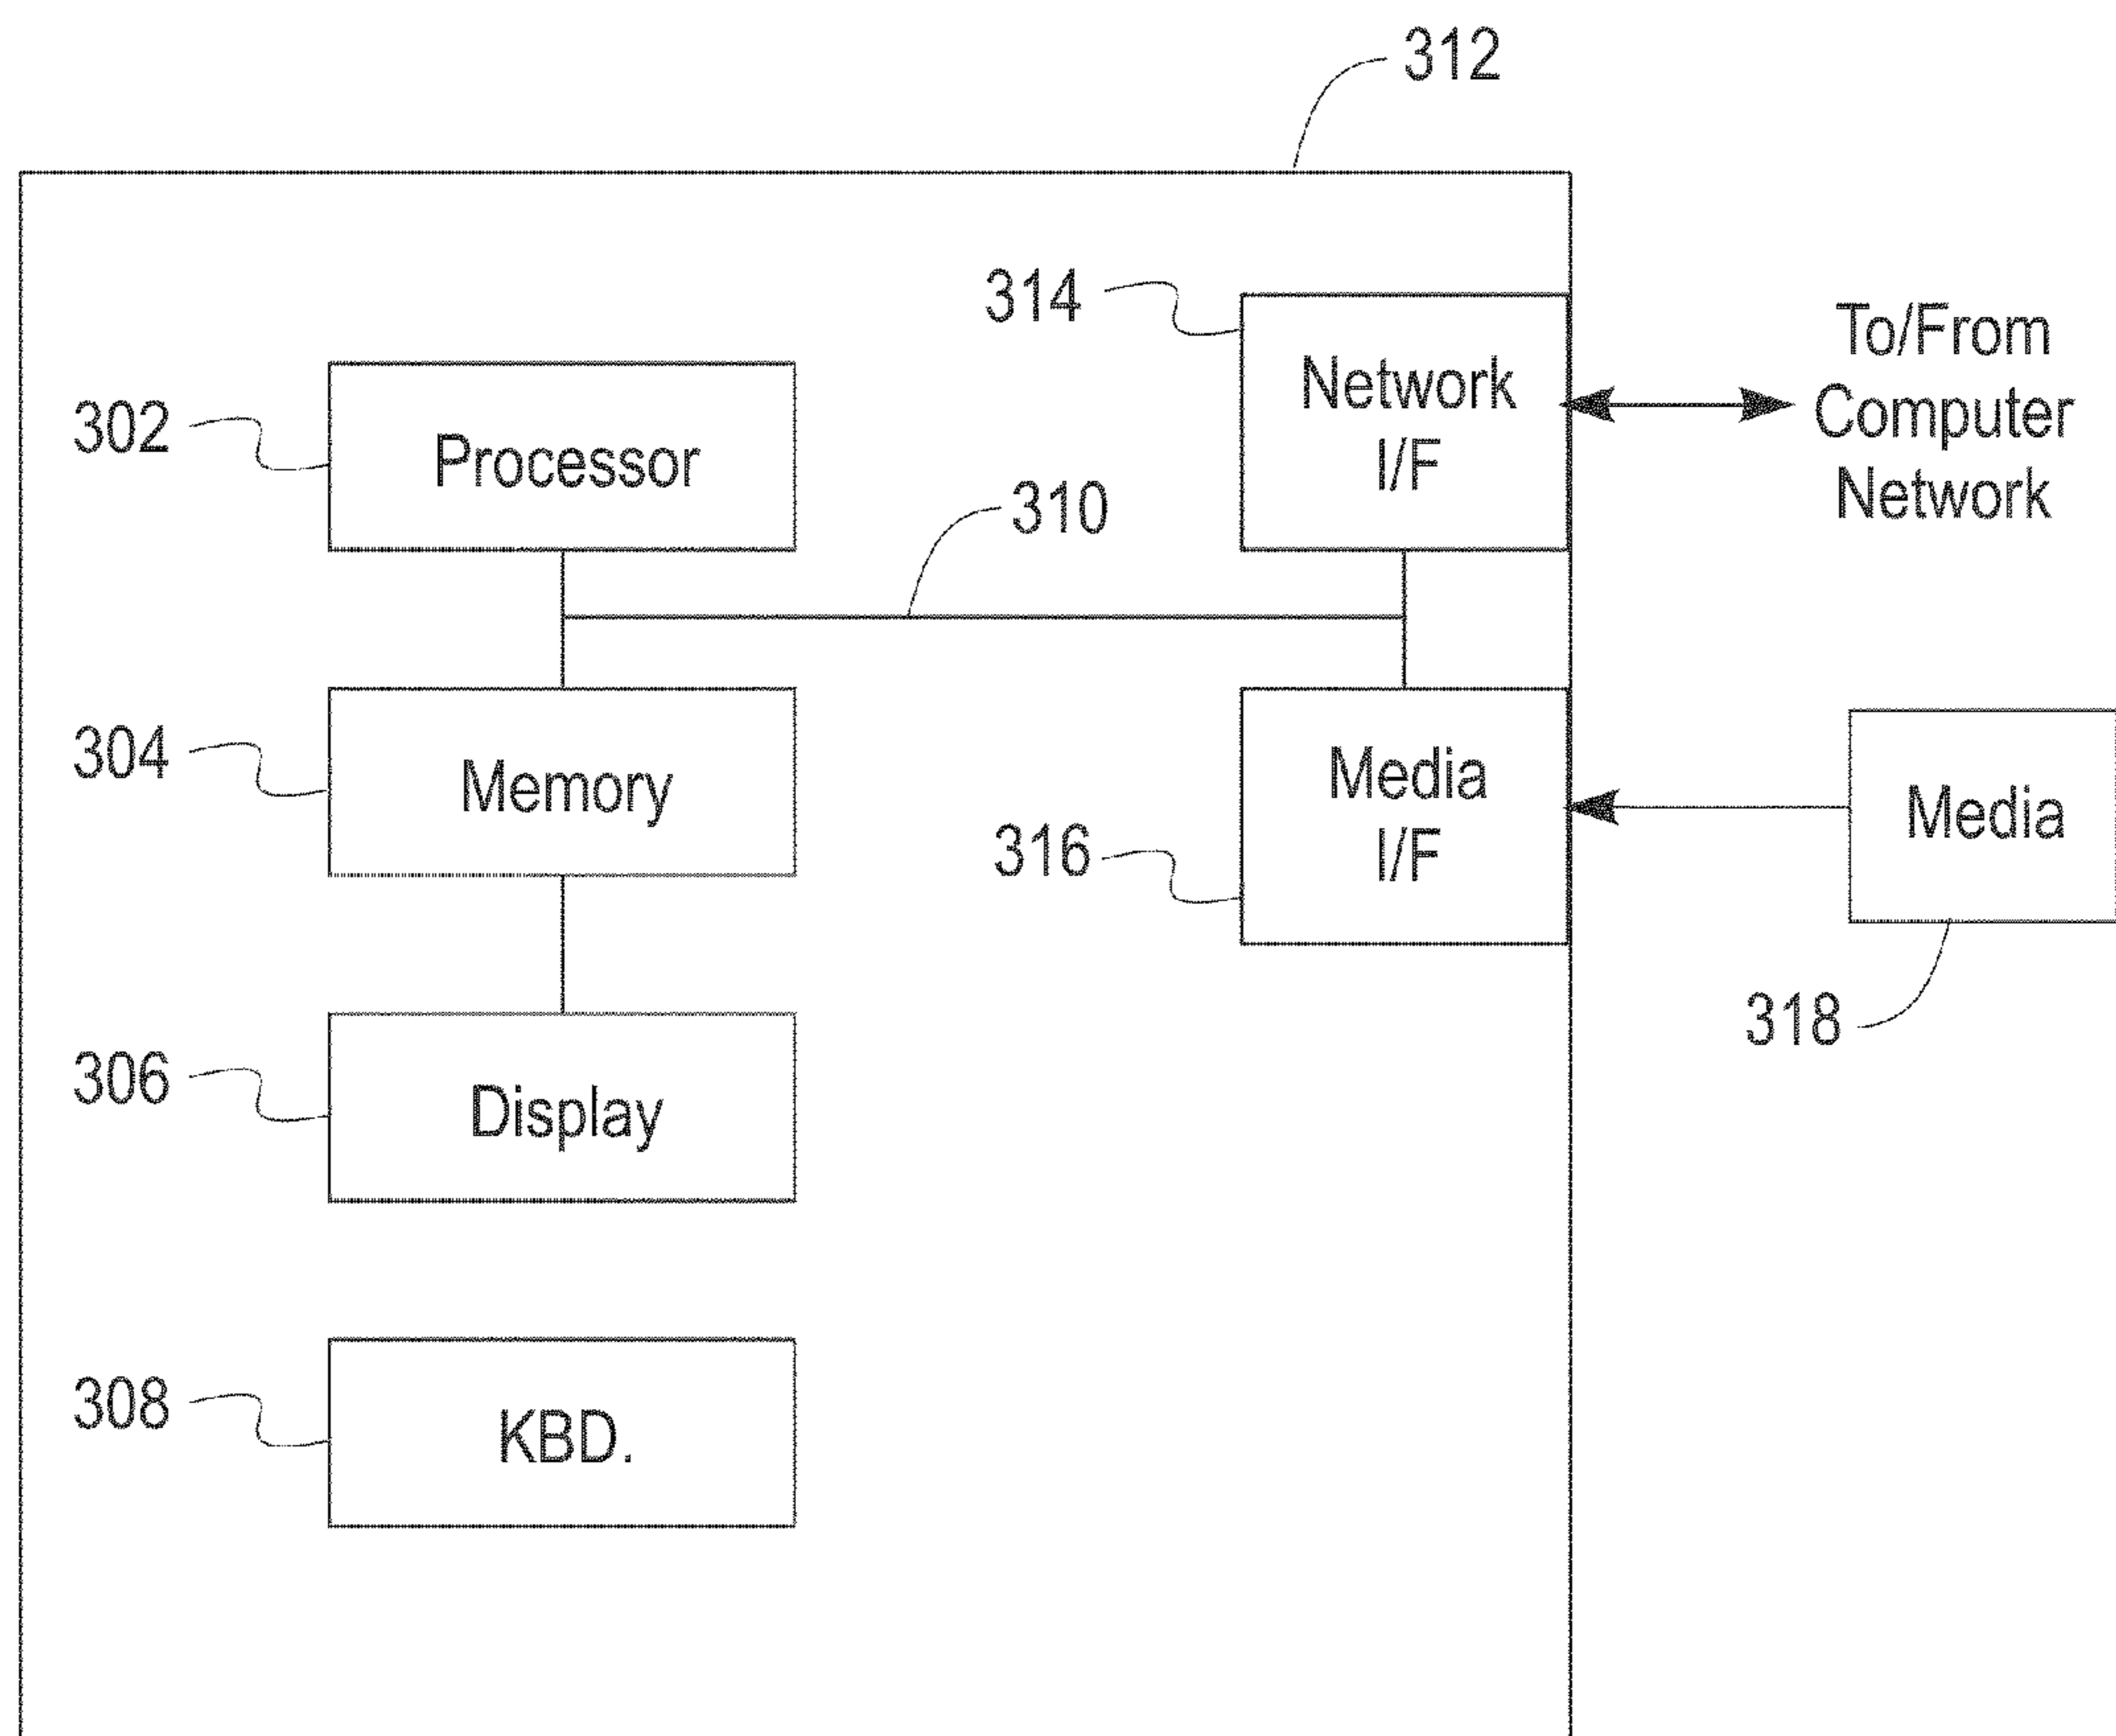 312
314
Network
I/F
To/From
Computer
Network
302
Processor
310
304
Memory
Media
I/F
316
Media
318
306
Display
308
KBD.